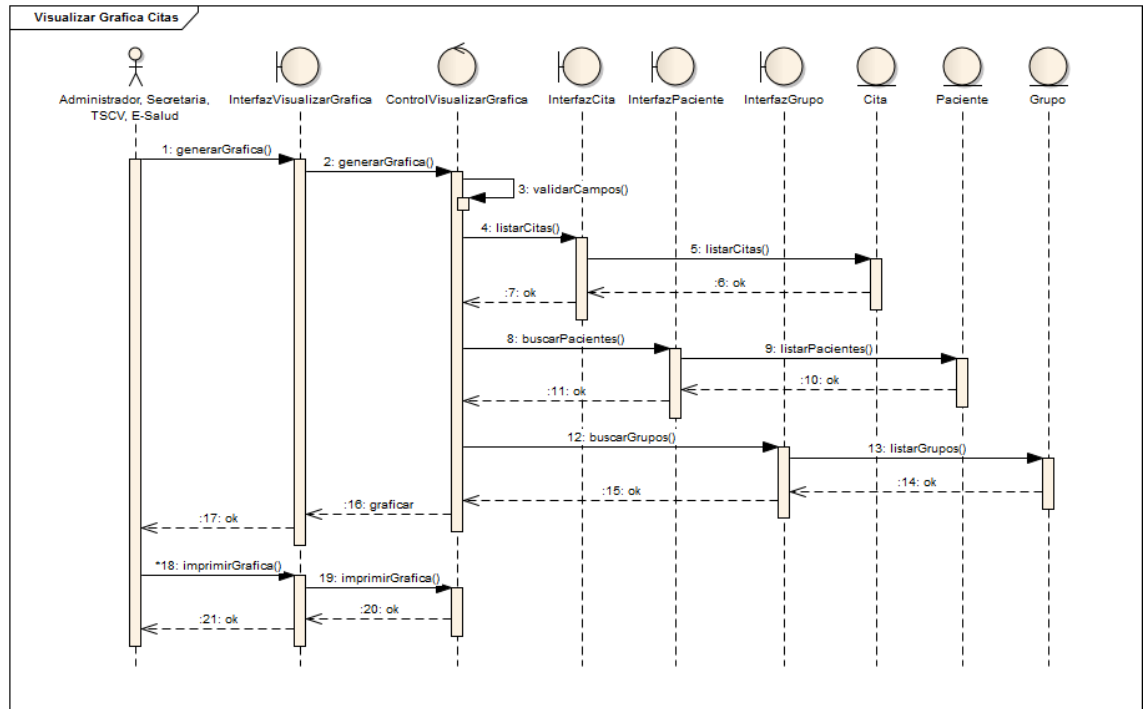 Visualizar Grafica Citas
Administrador, Secretaria,
TSCV, E-Salud
InterfazVisualizarGrafica
ControlVisualizarGrafica
InterfazCita
InterfazPaciente
InterfazGrupo
Cita
Paciente
Grupo
1: generarGrafica()
2: generarGrafica()
3: validarCampos()
4: listarCitas()
5: listarCitas()
:6: ok
:7: ok
8: buscarPacientes()
9: listarPacientes()
:10: ok
:11: ok
12: buscarGrupos()
13: listarGrupos()
:14: ok
:15: ok
:16: graficar
:17: ok
*18: imprimirGrafica()
19: imprimirGrafica()
:20: ok
:21: ok